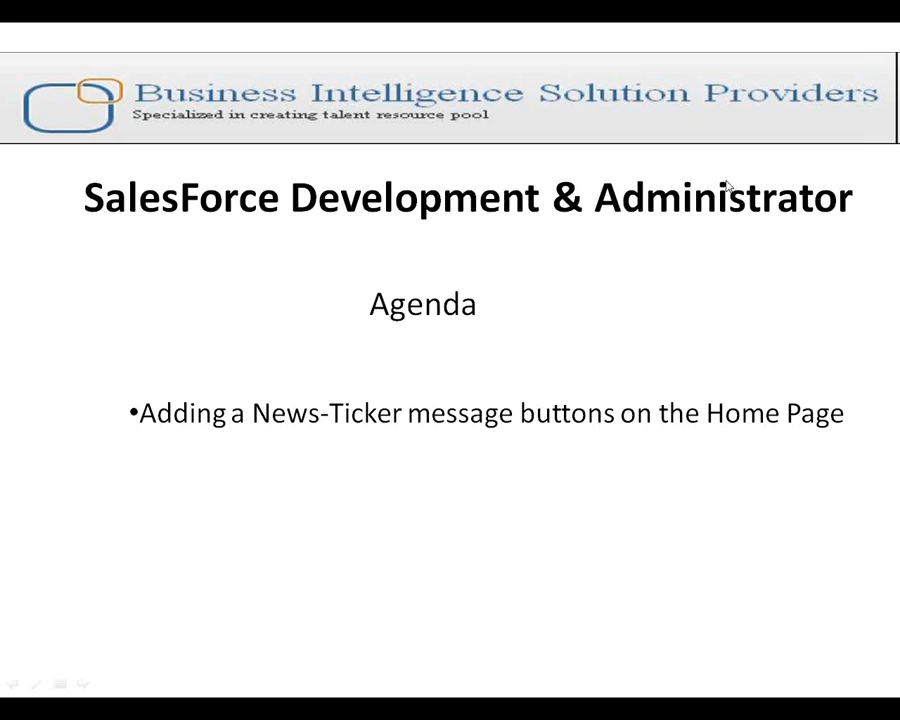 Business Intelligence Solution Providers
Specialized in creating talent resource pool
SalesForce Development & Administrator
Agenda
•Adding a News-Ticker message buttons on the Home Page